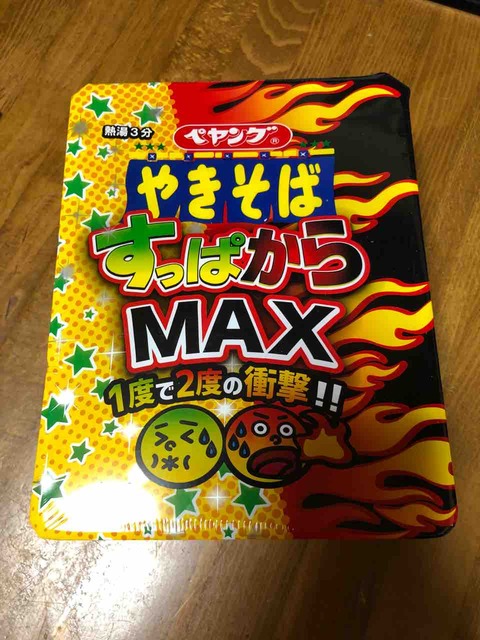 熱湯3分
ペヤング®
やきそば
すっぱから
MAX
1度で2度の衝撃!!